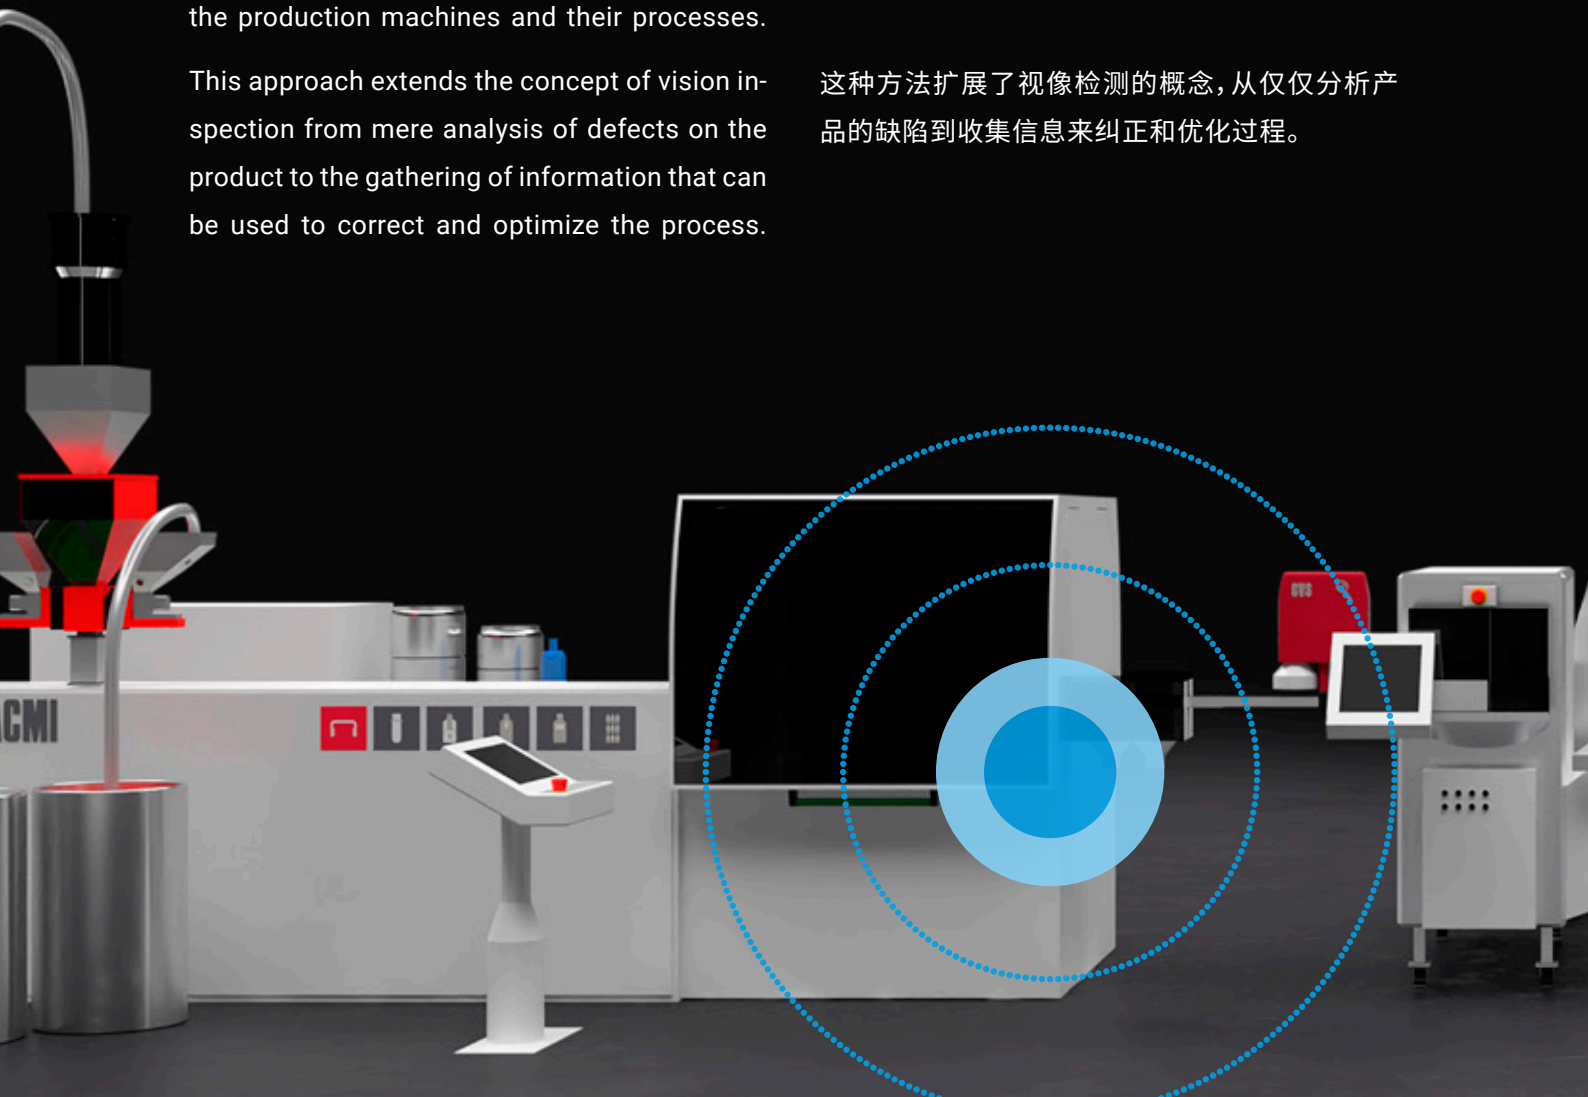 the production machines and their processes.
This approach extends the concept of vision in-
spection from mere analysis of defects on the
product to the gathering of information that can
be used to correct and optimize the process.
这种方法扩展了视像检测的概念，从仅仅分析产
品的缺陷到收集信息来纠正和优化过程。
CVS
ACMI